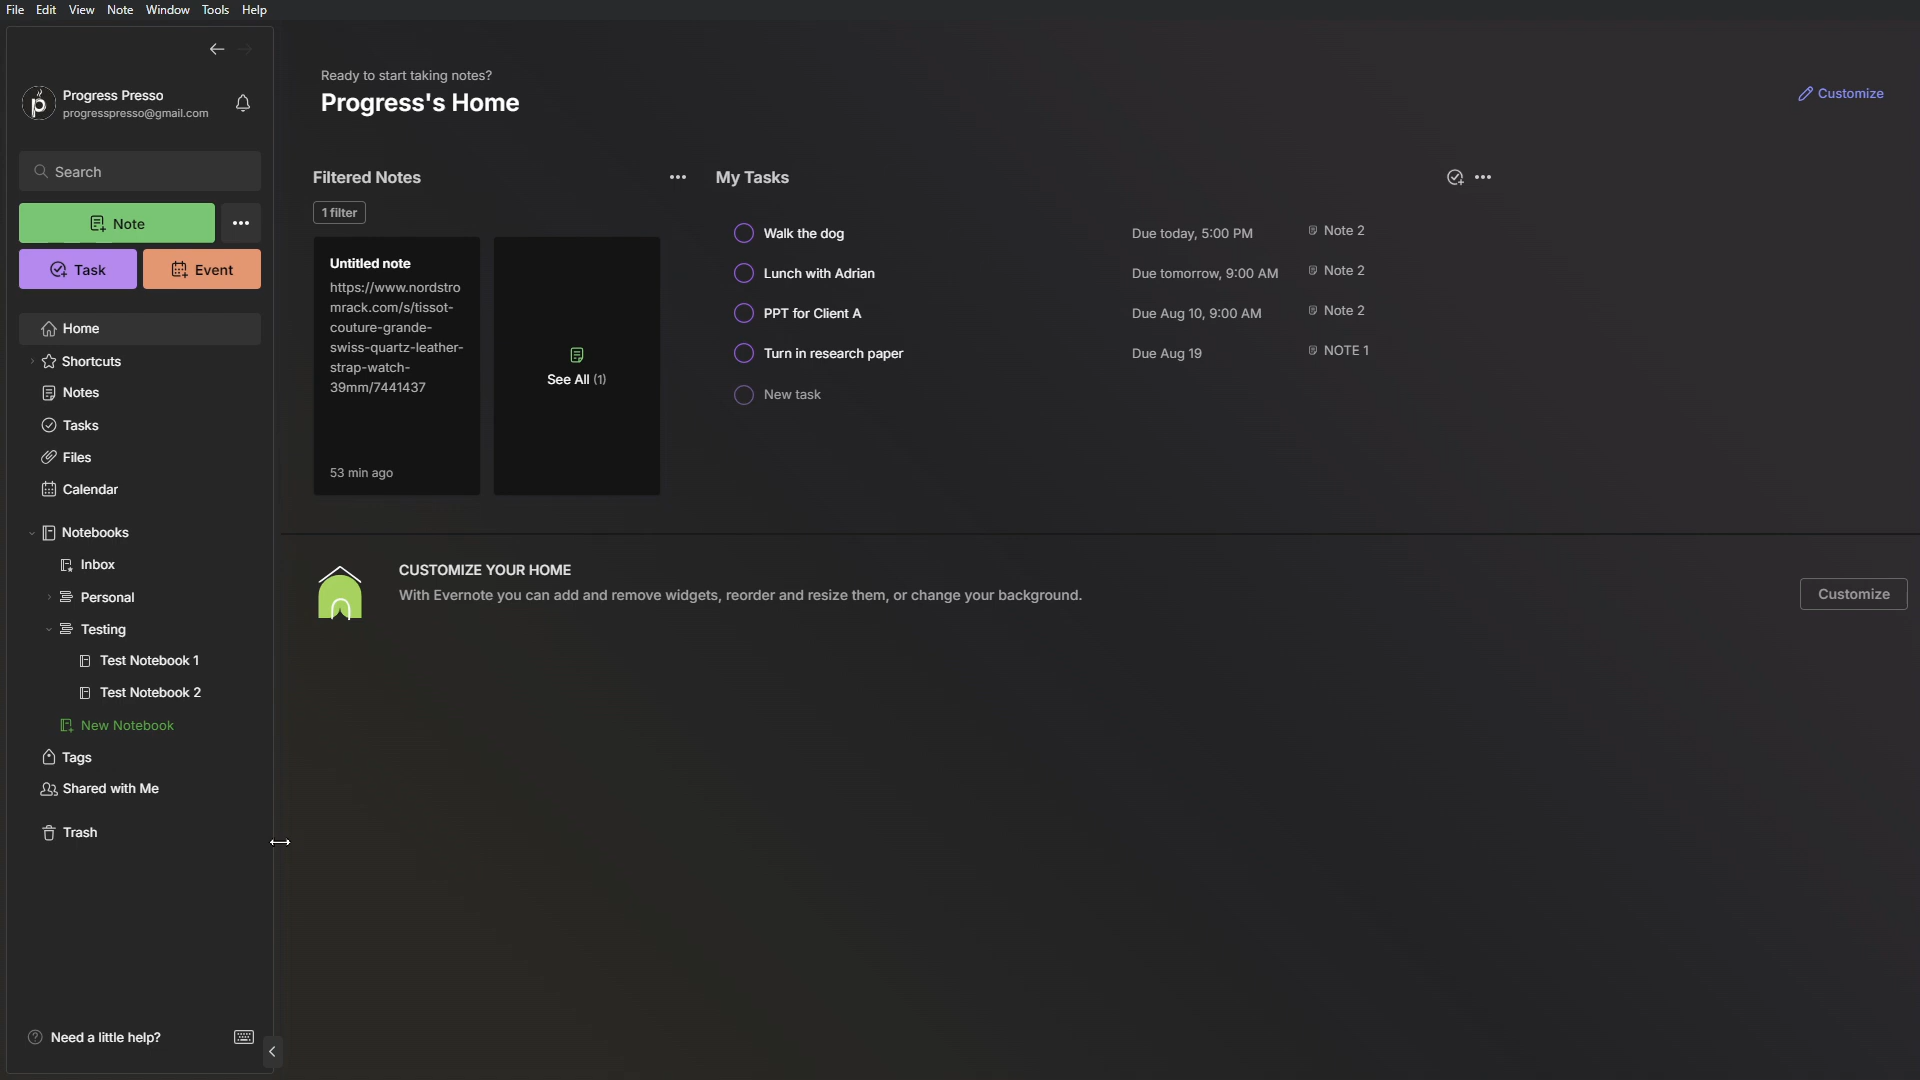 File Edit View Note Window Tools Help
Progress Presso
progresspresso@gmail.com
Search
Note
Task
Event
Home
Shortcuts
Notes
Tasks
Files
Calendar
Notebooks
Inbox
Personal
Testing
Test Notebook 1
Test Notebook 2
New Notebook
Tags
Shared with Me
Trash
Need a little help?
Ready to start taking notes?
Progress's Home
Customize
Filtered Notes
1 filter
Untitled note
https://www.nordstro
mrack.com/s/tissot-
couture-grande-
swiss-quartz-leather-
strap-watch-
39mm/7441437
53 min ago
See All (1)
My Tasks
Walk the dog Due today, 5:00 PM Note 2
Lunch with Adrian Due tomorrow, 9:00 AM Note 2
PPT for Client A Due Aug 10, 9:00 AM Note 2
Turn in research paper Due Aug 19 NOTE 1
New task
CUSTOMIZE YOUR HOME
With Evernote you can add and remove widgets, reorder and resize them, or change your background.
Customize